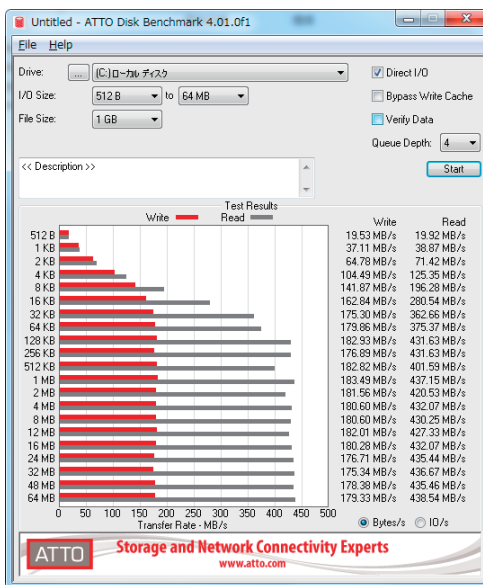 Untitled - ATTO Disk Benchmark 4.01.0f1
File Help
Drive: ... (C:)ローカル ディスク
I/O Size: 512 B to 64 MB
File Size: 1 GB
Direct I/O
Bypass Write Cache
Verify Data
Queue Depth: 4
Start
<< Description >>
Test Results
Write Read
Write Read
512 B 19.53 MB/s 19.92 MB/s
1 KB 37.11 MB/s 38.87 MB/s
2 KB 64.78 MB/s 71.42 MB/s
4 KB 104.49 MB/s 125.35 MB/s
8 KB 141.87 MB/s 196.28 MB/s
16 KB 162.84 MB/s 280.54 MB/s
32 KB 175.30 MB/s 362.66 MB/s
64 KB 179.86 MB/s 375.37 MB/s
128 KB 182.93 MB/s 431.63 MB/s
256 KB 176.89 MB/s 431.63 MB/s
512 KB 182.82 MB/s 401.59 MB/s
1 MB 183.49 MB/s 437.15 MB/s
2 MB 181.56 MB/s 420.53 MB/s
4 MB 180.60 MB/s 432.07 MB/s
8 MB 180.60 MB/s 430.25 MB/s
12 MB 182.01 MB/s 427.33 MB/s
16 MB 180.28 MB/s 432.07 MB/s
24 MB 176.71 MB/s 435.44 MB/s
32 MB 175.34 MB/s 436.67 MB/s
48 MB 178.38 MB/s 435.46 MB/s
64 MB 179.33 MB/s 438.54 MB/s
0 50 100 150 200 250 300 350 400 450 500
Transfer Rate - MB/s
Bytes/s IO/s
ATTO Storage and Network Connectivity Experts
www.atto.com